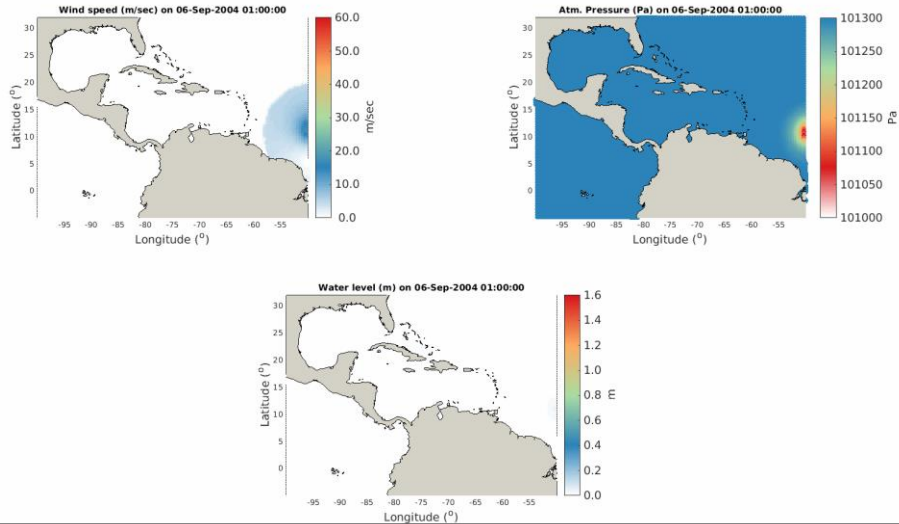 Wind speed (m/sec) on 06-Sep-2004 01:00:00
30
25
20
15
10
5
0
Latitude (°)
-95 -90 -85 -80 -75 -70 -65 -60 -55
Longitude (°)
60.0
50.0
40.0
30.0
20.0
10.0
0.0
m/sec
Atm. Pressure (Pa) on 06-Sep-2004 01:00:00
30
25
20
15
10
5
0
Latitude (°)
-95 -90 -85 -80 -75 -70 -65 -60 -55
Longitude (°)
101300
101250
101200
101150
101100
101050
101000
Pa
Water level (m) on 06-Sep-2004 01:00:00
30
25
20
15
10
5
0
Latitude (°)
-95 -90 -85 -80 -75 -70 -65 -60 -55
Longitude (°)
1.6
1.4
1.2
1.0
0.8
0.6
0.4
0.2
0.0
m